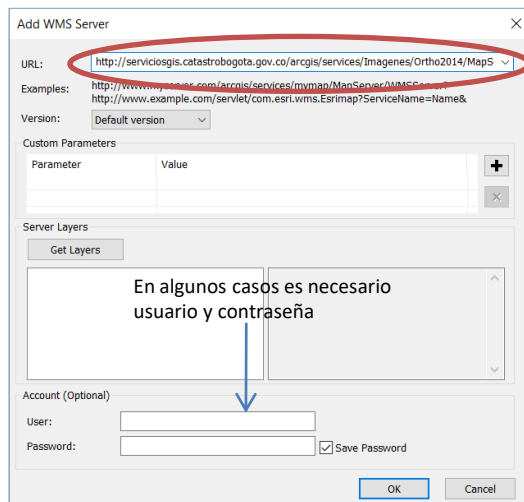 Add WMS Server
URL: http://serviciosgis.catastrobogota.gov.co/arcgis/services/Imagenes/Ortho2014/MapS
Examples: http://www.myserver.com/arcgis/services/mymap/MapServer/WMSServer?
http://www.example.com/servlet/com.esri.wms.Esrimap?ServiceName=Name&
Version: Default version
Custom Parameters
Parameter Value
Server Layers
Get Layers
En algunos casos es necesario
usuario y contraseña
Account (Optional)
User:
Password: Save Password
OK Cancel